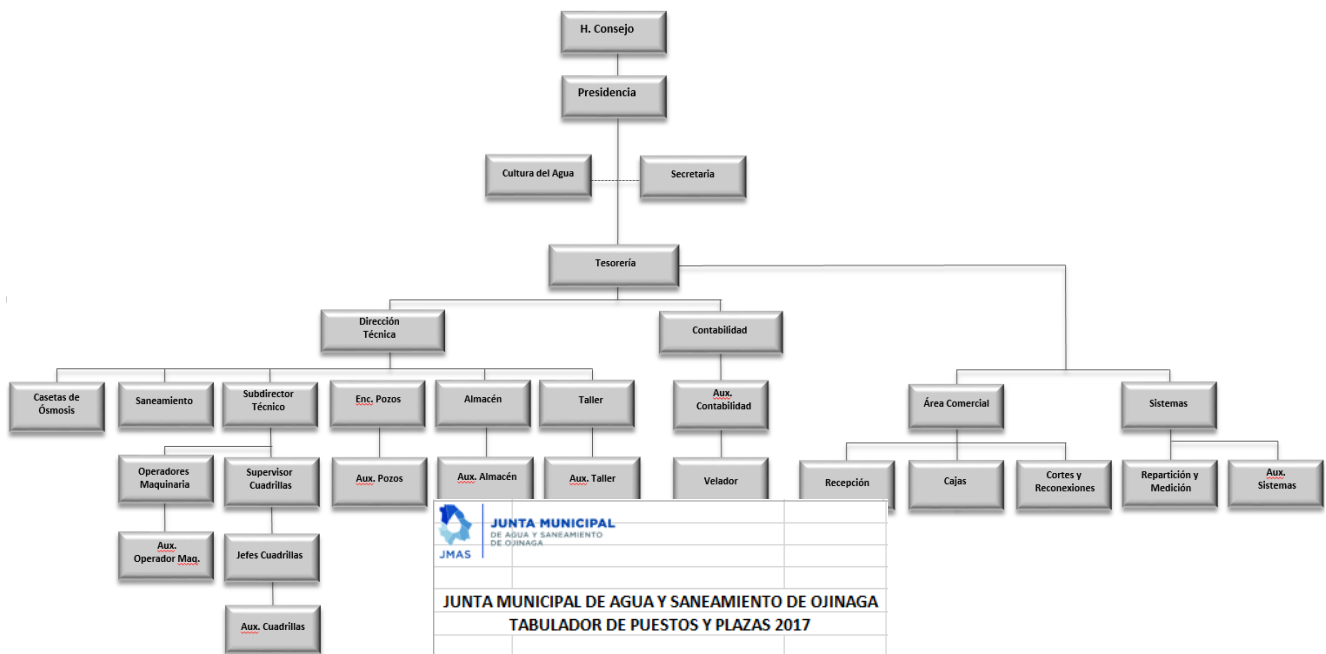 H. Consejo
Presidencia
Cultura del Agua
Secretaria
Tesorería
Dirección
Técnica
Contabilidad
Casetas de
Ósmosis
Saneamiento
Subdirector
Técnico
Enc. Pozos
Almacén
Taller
Aux.
Contabilidad
Área Comercial
Sistemas
Operadores
Maquinaria
Supervisor
Cuadrillas
Aux. Pozos
Aux. Almacén
Aux. Taller
Velador
Recepción
Cajas
Cortes y
Reconexiones
Repartición y
Medición
Aux.
Sistemas
Aux.
Operador Maq.
Jefes Cuadrillas
Aux. Cuadrillas
JMAS
JUNTA MUNICIPAL
DE AGUA Y SANEAMIENTO
DE OJINAGA
JUNTA MUNICIPAL DE AGUA Y SANEAMIENTO DE OJINAGA
TABULADOR DE PUESTOS Y PLAZAS 2017